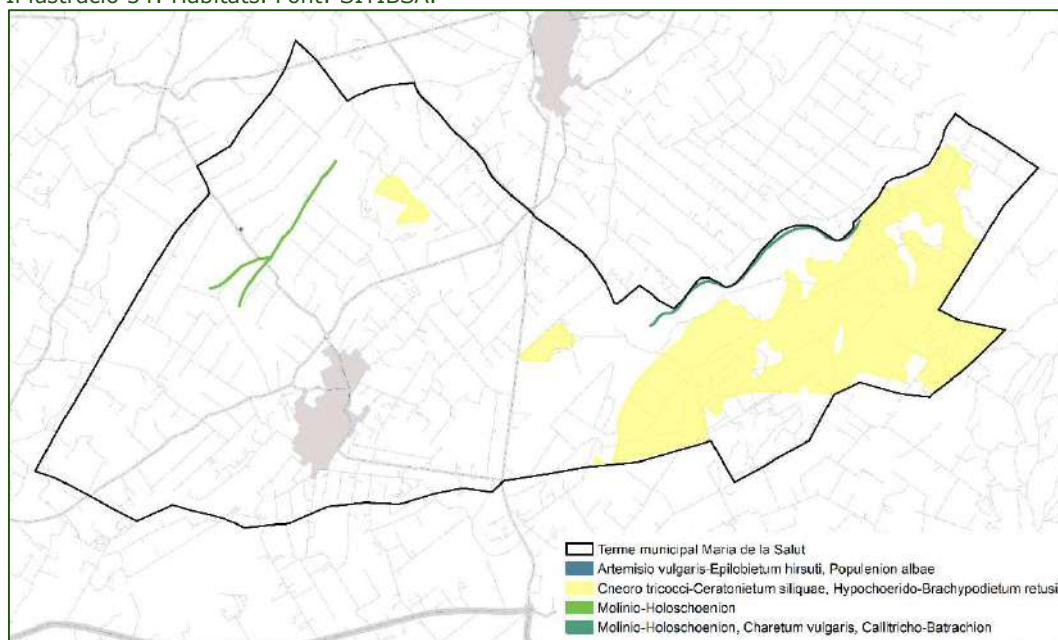 Il·lustració 34. Hàbitats. Font: SITIBSA.
Terme municipal Maria de la Salut
Artemisio vulgaris-Epilobietum hirsuti, Populenion albae
Cneoro tricocci-Ceratonietum siliquae, Hypochoerido-Brachypodietum retusi
Molinio-Holoschoenion
Molinio-Holoschoenion, Charetum vulgaris, Callitricho-Batrachion